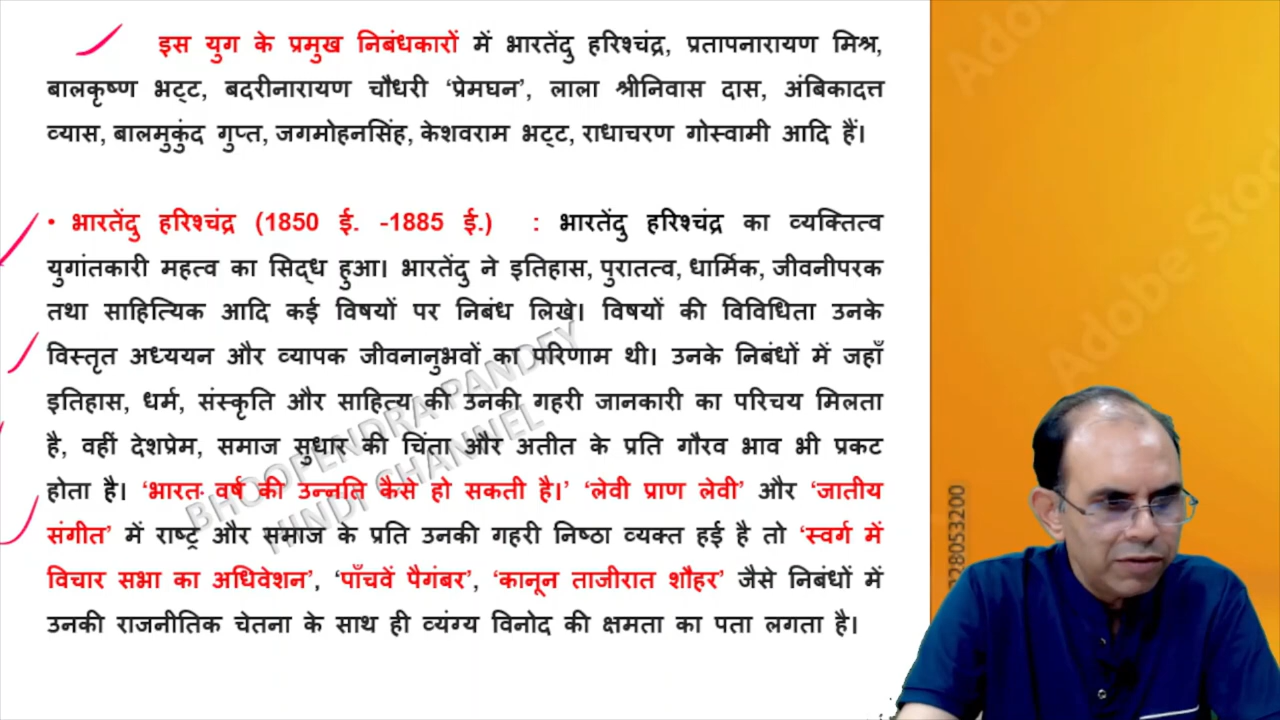 इस युग के प्रमुख निबंधकारों में भारतेंदु हरिश्चंद्र, प्रतापनारायण मिश्र,
बालकृष्ण भट्ट, बदरीनारायण चौधरी ‘प्रेमघन’, लाला श्रीनिवास दास, अंबिकादत्त
व्यास, बालमुकुंद गुप्त, जगमोहनसिंह, केशवराम भट्ट, राधाचरण गोस्वामी आदि हैं।
• भारतेंदु हरिश्चंद्र (1850 ई. -1885 ई.) : भारतेंदु हरिश्चंद्र का व्यक्तित्व
युगांतकारी महत्व का सिद्ध हुआ। भारतेंदु ने इतिहास, पुरातत्व, धार्मिक, जीवनीपरक
तथा साहित्यिक आदि कई विषयों पर निबंध लिखे। विषयों की विविधिता उनके
विस्तृत अध्ययन और व्यापक जीवनानुभवों का परिणाम थी। उनके निबंधों में जहाँ
इतिहास, धर्म, संस्कृति और साहित्य की उनकी गहरी जानकारी का परिचय मिलता
है, वहीं देशप्रेम, समाज सुधार की चिंता और अतीत के प्रति गौरव भाव भी प्रकट
होता है। ‘भारत वर्ष की उन्नति कैसे हो सकती है।’ ‘लेवी प्राण लेवी’ और ‘जातीय
संगीत’ में राष्ट्र और समाज के प्रति उनकी गहरी निष्ठा व्यक्त हुई है तो ‘स्वर्ग में
विचार सभा का अधिवेशन’, ‘पाँचवें पैगंबर’, ‘कानून ताजीरात शौहर’ जैसे निबंधों में
उनकी राजनीतिक चेतना के साथ ही व्यंग्य विनोद की क्षमता का पता लगता है।
BHOOPENDRA PANDEY
HINDI CHANNEL
Adobe Stock
328053200